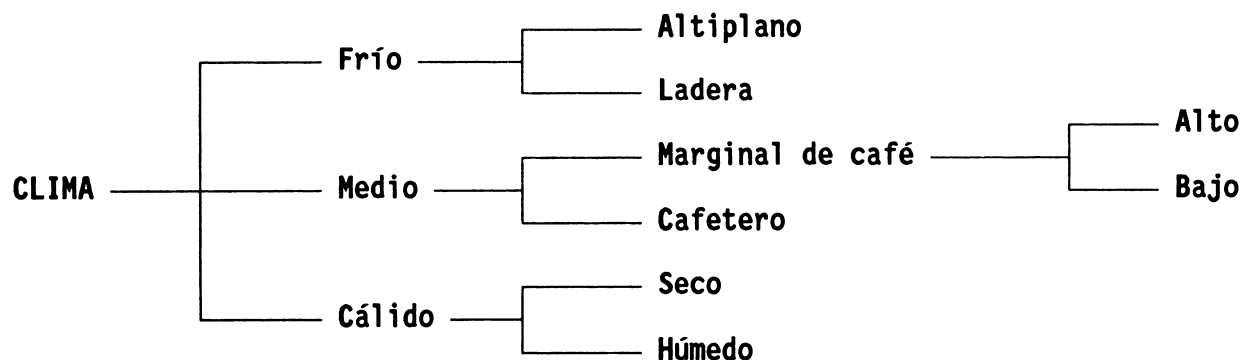 Altiplano
Frío
Ladera
Alto
Marginal de café
CLIMA
Medio
Bajo
Cafetero
Seco
Cálido
Húmedo